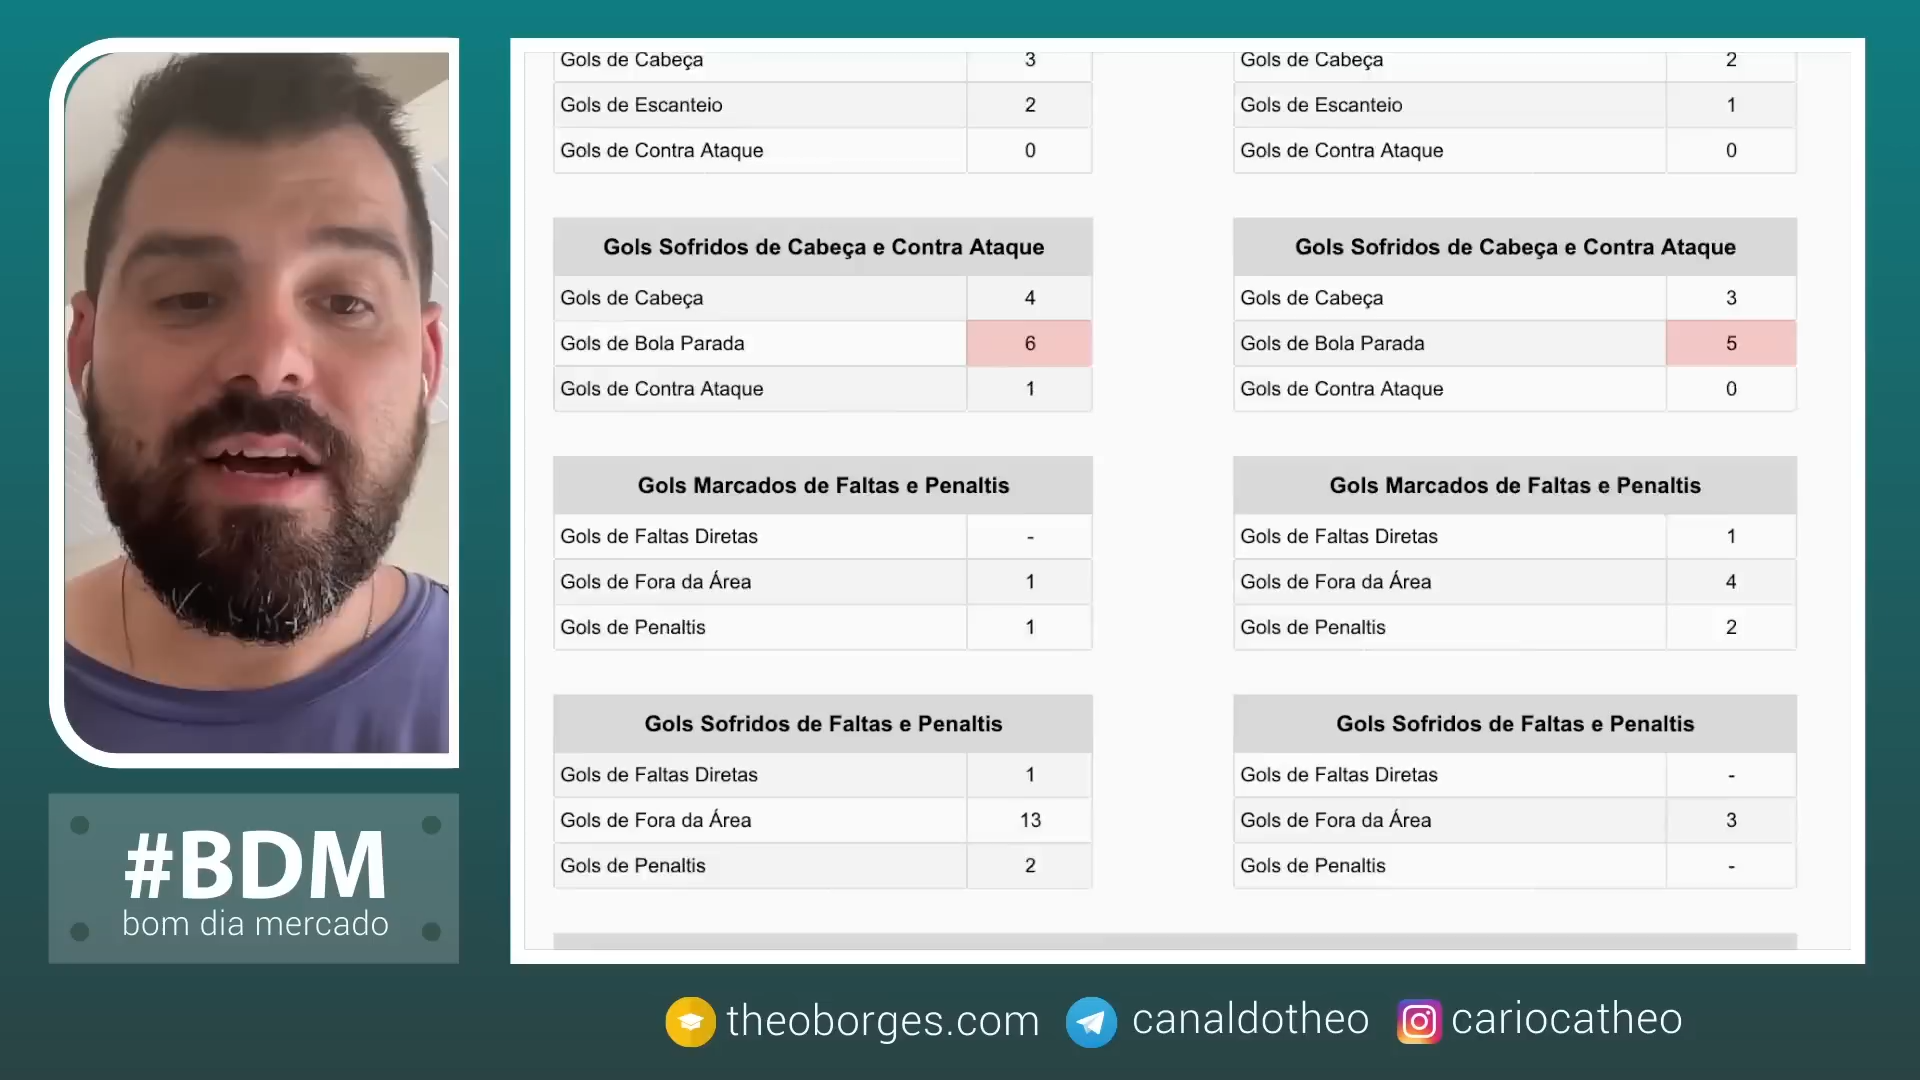 Gols de Cabeça 3
Gols de Escanteio 2
Gols de Contra Ataque 0
Gols Sofridos de Cabeça e Contra Ataque
Gols de Cabeça 4
Gols de Bola Parada 6
Gols de Contra Ataque 1
Gols Marcados de Faltas e Penaltis
Gols de Faltas Diretas -
Gols de Fora da Área 1
Gols de Penaltis 1
Gols Sofridos de Faltas e Penaltis
Gols de Faltas Diretas 1
Gols de Fora da Área 13
Gols de Penaltis 2
Gols de Cabeça 2
Gols de Escanteio 1
Gols de Contra Ataque 0
Gols Sofridos de Cabeça e Contra Ataque
Gols de Cabeça 3
Gols de Bola Parada 5
Gols de Contra Ataque 0
Gols Marcados de Faltas e Penaltis
Gols de Faltas Diretas 1
Gols de Fora da Área 4
Gols de Penaltis 2
Gols Sofridos de Faltas e Penaltis
Gols de Faltas Diretas -
Gols de Fora da Área 3
Gols de Penaltis -
#BDM
bom dia mercado
theoborges.com
canaldotheo
cariocatheo